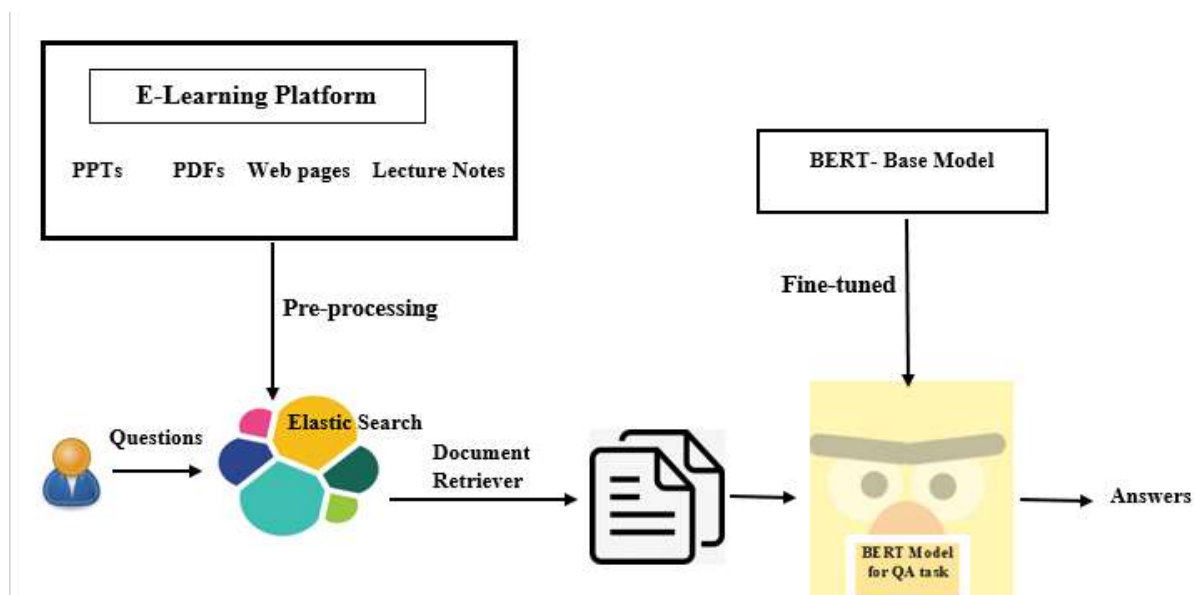 E-Learning Platform
PPTs PDFs Web pages Lecture Notes
BERT- Base Model
Pre-processing
Fine-tuned
Questions
Elastic Search
Document
Retriever
Answers
BERT Model
for QA task